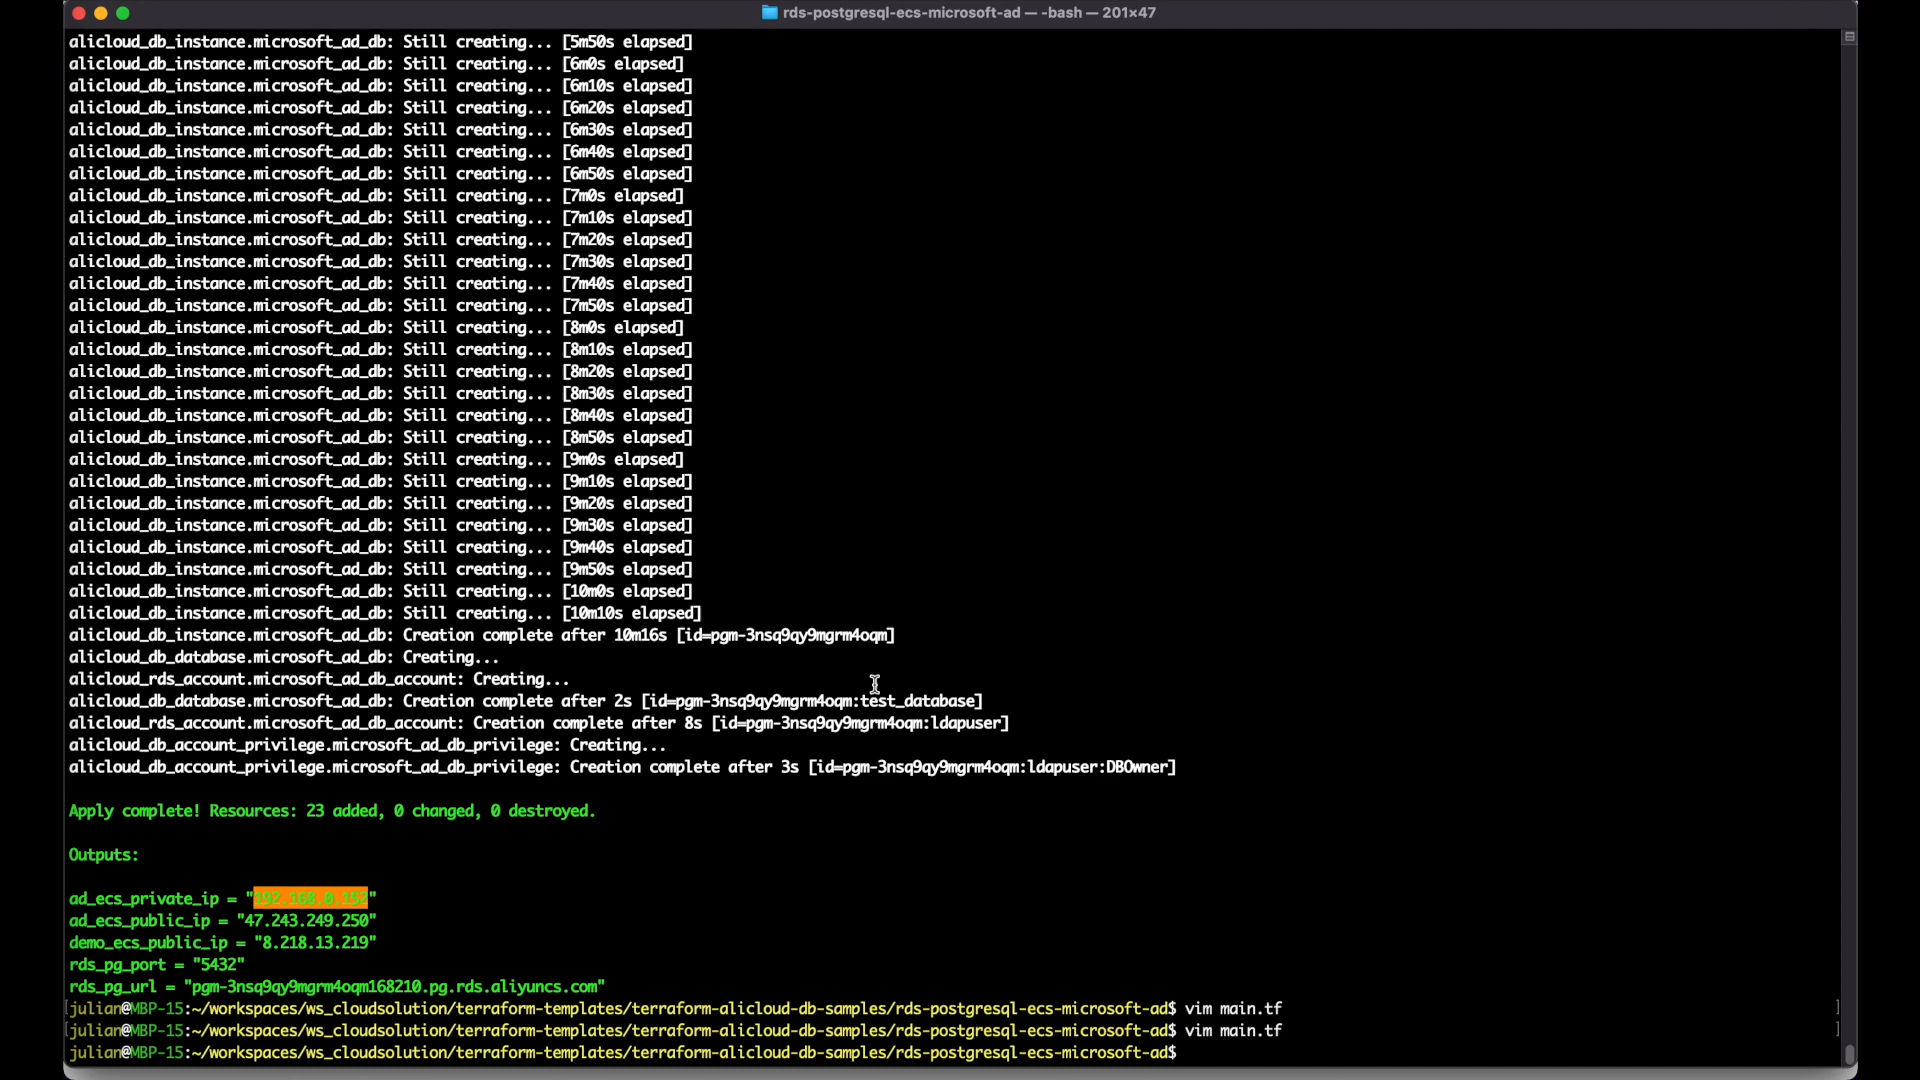 rds-postgresql-ecs-microsoft-ad — -bash — 201×47
alicloud_db_instance.microsoft_ad_db: Still creating... [5m50s elapsed]
alicloud_db_instance.microsoft_ad_db: Still creating... [6m0s elapsed]
alicloud_db_instance.microsoft_ad_db: Still creating... [6m10s elapsed]
alicloud_db_instance.microsoft_ad_db: Still creating... [6m20s elapsed]
alicloud_db_instance.microsoft_ad_db: Still creating... [6m30s elapsed]
alicloud_db_instance.microsoft_ad_db: Still creating... [6m40s elapsed]
alicloud_db_instance.microsoft_ad_db: Still creating... [6m50s elapsed]
alicloud_db_instance.microsoft_ad_db: Still creating... [7m0s elapsed]
alicloud_db_instance.microsoft_ad_db: Still creating... [7m10s elapsed]
alicloud_db_instance.microsoft_ad_db: Still creating... [7m20s elapsed]
alicloud_db_instance.microsoft_ad_db: Still creating... [7m30s elapsed]
alicloud_db_instance.microsoft_ad_db: Still creating... [7m40s elapsed]
alicloud_db_instance.microsoft_ad_db: Still creating... [7m50s elapsed]
alicloud_db_instance.microsoft_ad_db: Still creating... [8m0s elapsed]
alicloud_db_instance.microsoft_ad_db: Still creating... [8m10s elapsed]
alicloud_db_instance.microsoft_ad_db: Still creating... [8m20s elapsed]
alicloud_db_instance.microsoft_ad_db: Still creating... [8m30s elapsed]
alicloud_db_instance.microsoft_ad_db: Still creating... [8m40s elapsed]
alicloud_db_instance.microsoft_ad_db: Still creating... [8m50s elapsed]
alicloud_db_instance.microsoft_ad_db: Still creating... [9m0s elapsed]
alicloud_db_instance.microsoft_ad_db: Still creating... [9m10s elapsed]
alicloud_db_instance.microsoft_ad_db: Still creating... [9m20s elapsed]
alicloud_db_instance.microsoft_ad_db: Still creating... [9m30s elapsed]
alicloud_db_instance.microsoft_ad_db: Still creating... [9m40s elapsed]
alicloud_db_instance.microsoft_ad_db: Still creating... [9m50s elapsed]
alicloud_db_instance.microsoft_ad_db: Still creating... [10m0s elapsed]
alicloud_db_instance.microsoft_ad_db: Still creating... [10m10s elapsed]
alicloud_db_instance.microsoft_ad_db: Creation complete after 10m16s [id=pgm-3nsq9qy9mgrm4oqm]
alicloud_db_database.microsoft_ad_db: Creating...
alicloud_rds_account.microsoft_ad_db_account: Creating...
alicloud_db_database.microsoft_ad_db: Creation complete after 2s [id=pgm-3nsq9qy9mgrm4oqm:test_database]
alicloud_rds_account.microsoft_ad_db_account: Creation complete after 8s [id=pgm-3nsq9qy9mgrm4oqm:ldapuser]
alicloud_db_account_privilege.microsoft_ad_db_privilege: Creating...
alicloud_db_account_privilege.microsoft_ad_db_privilege: Creation complete after 3s [id=pgm-3nsq9qy9mgrm4oqm:ldapuser:DBOwner]
Apply complete! Resources: 23 added, 0 changed, 0 destroyed.
Outputs:
ad_ecs_private_ip = "192.168.0.152"
ad_ecs_public_ip = "47.243.249.250"
demo_ecs_public_ip = "8.218.13.219"
rds_pg_port = "5432"
rds_pg_url = "pgm-3nsq9qy9mgrm4oqm168210.pg.rds.aliyuncs.com"
[julian@MBP-15:~/workspaces/ws_cloudsolution/terraform-templates/terraform-alicloud-db-samples/rds-postgresql-ecs-microsoft-ad$ vim main.tf ]
[julian@MBP-15:~/workspaces/ws_cloudsolution/terraform-templates/terraform-alicloud-db-samples/rds-postgresql-ecs-microsoft-ad$ vim main.tf ]
julian@MBP-15:~/workspaces/ws_cloudsolution/terraform-templates/terraform-alicloud-db-samples/rds-postgresql-ecs-microsoft-ad$